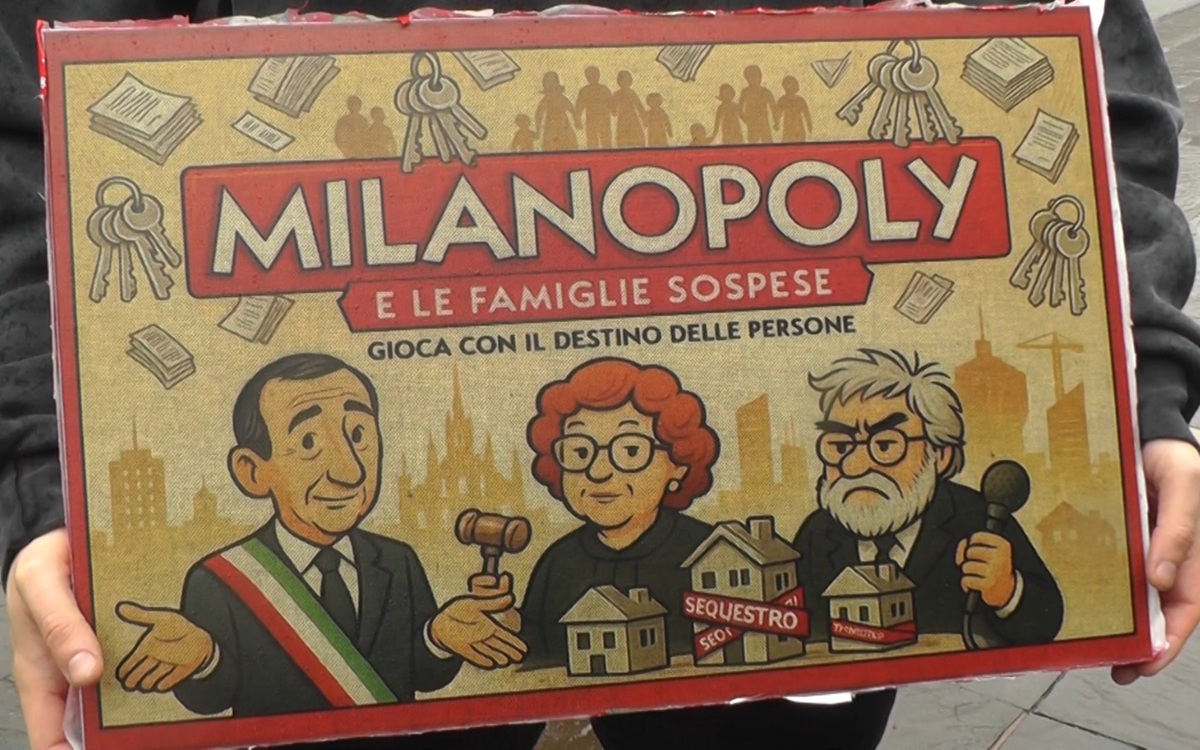 MILANOPOLY
E LE FAMIGLIE SOSPESE
GIOCA CON IL DESTINO DELLE PERSONE
SEQUESTRO